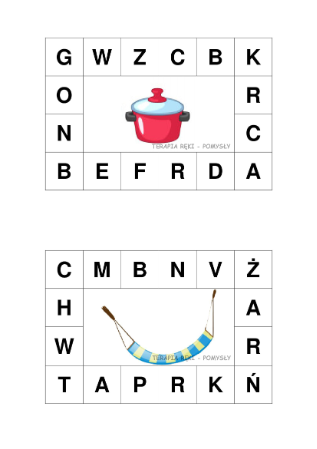 G W Z C B K
O R
N C
TERAPIA RĘKI - POMYSŁY
B E F R D A
C M B N V Ż
H A
W R
TERAPIA RĘKI - POMYSŁY
T A P R K Ń